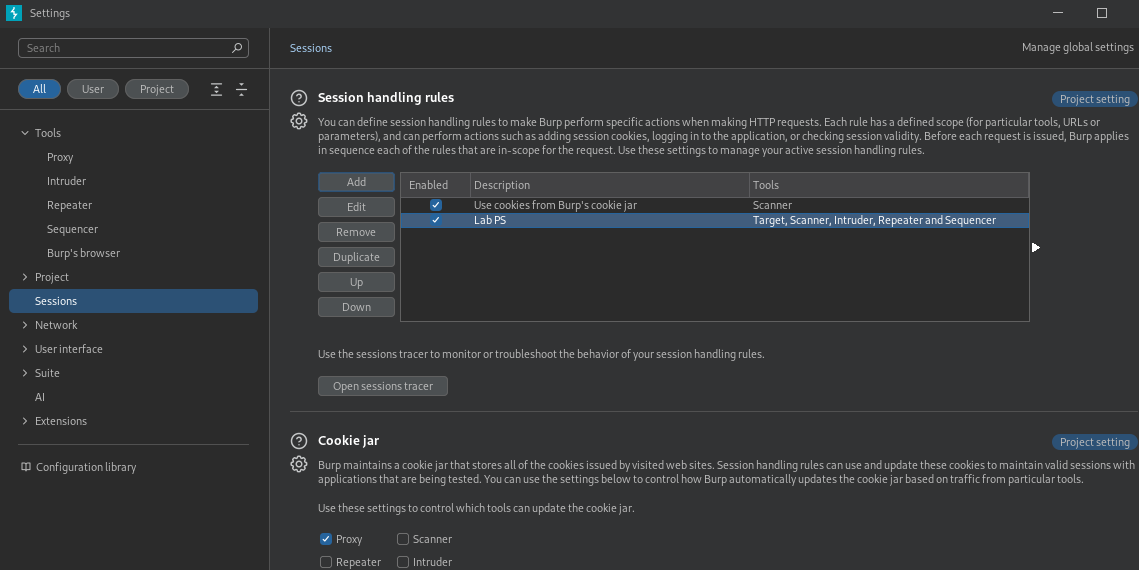 Settings
Search
All
User
Project
Tools
Proxy
Intruder
Repeater
Sequencer
Burp's browser
Project
Sessions
Network
User interface
Suite
AI
Extensions
Configuration library
Sessions
Manage global settings
Session handling rules
Project setting
You can define session handling rules to make Burp perform specific actions when making HTTP requests. Each rule has a defined scope (for particular tools, URLs or
parameters), and can perform actions such as adding session cookies, logging in to the application, or checking session validity. Before each request is issued, Burp applies
in sequence each of the rules that are in-scope for the request. Use these settings to manage your active session handling rules.
Add
Edit
Remove
Duplicate
Up
Down
Enabled Description Tools
Use cookies from Burp's cookie jar Scanner
Lab PS Target, Scanner, Intruder, Repeater and Sequencer
Use the sessions tracer to monitor or troubleshoot the behavior of your session handling rules.
Open sessions tracer
Cookie jar
Project setting
Burp maintains a cookie jar that stores all of the cookies issued by visited web sites. Session handling rules can use and update these cookies to maintain valid sessions with
applications that are being tested. You can use the settings below to control how Burp automatically updates the cookie jar based on traffic from particular tools.
Use these settings to control which tools can update the cookie jar.
Proxy Scanner
Repeater Intruder